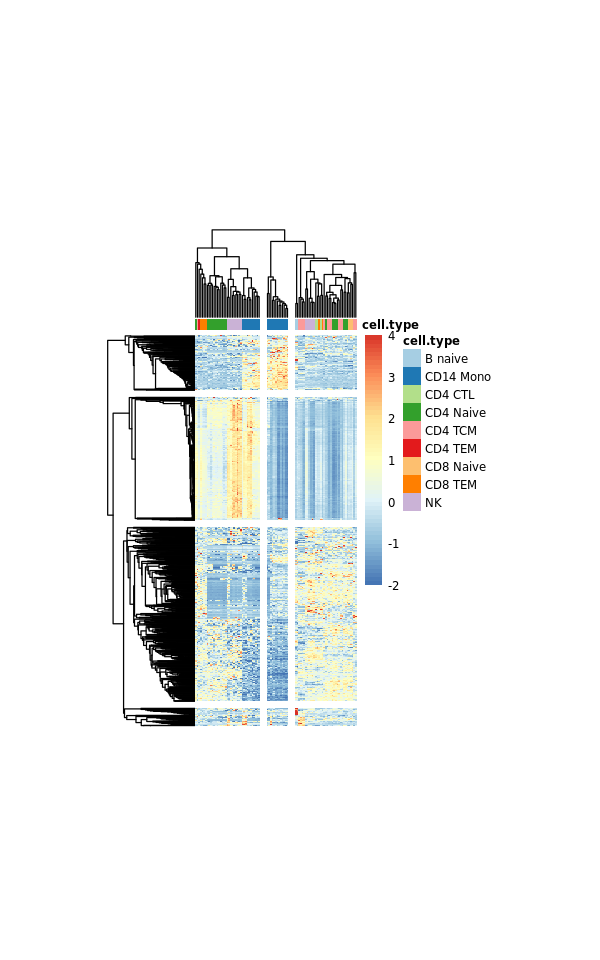 cell.type
cell.type
4
3
2
1
0
-1
-2
B naive
CD14 Mono
CD4 CTL
CD4 Naive
CD4 TCM
CD4 TEM
CD8 Naive
CD8 TEM
NK